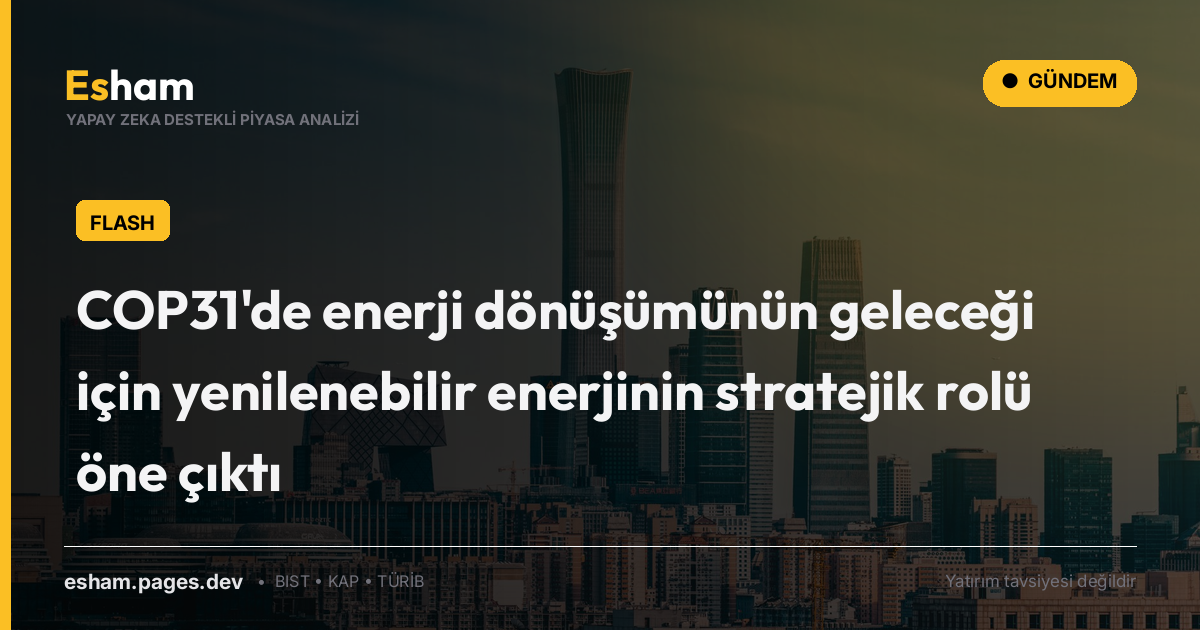 Esham
YAPAY ZEKA DESTEKLİ PİYASA ANALİZİ
● GÜNDEM
FLASH
COP31'de enerji dönüşümünün geleceği
için yenilenebilir enerjinin stratejik rolü
öne çıktı
esham.pages.dev • BIST • KAP • TÜRİB
Yatırım tavsiyesi değildir